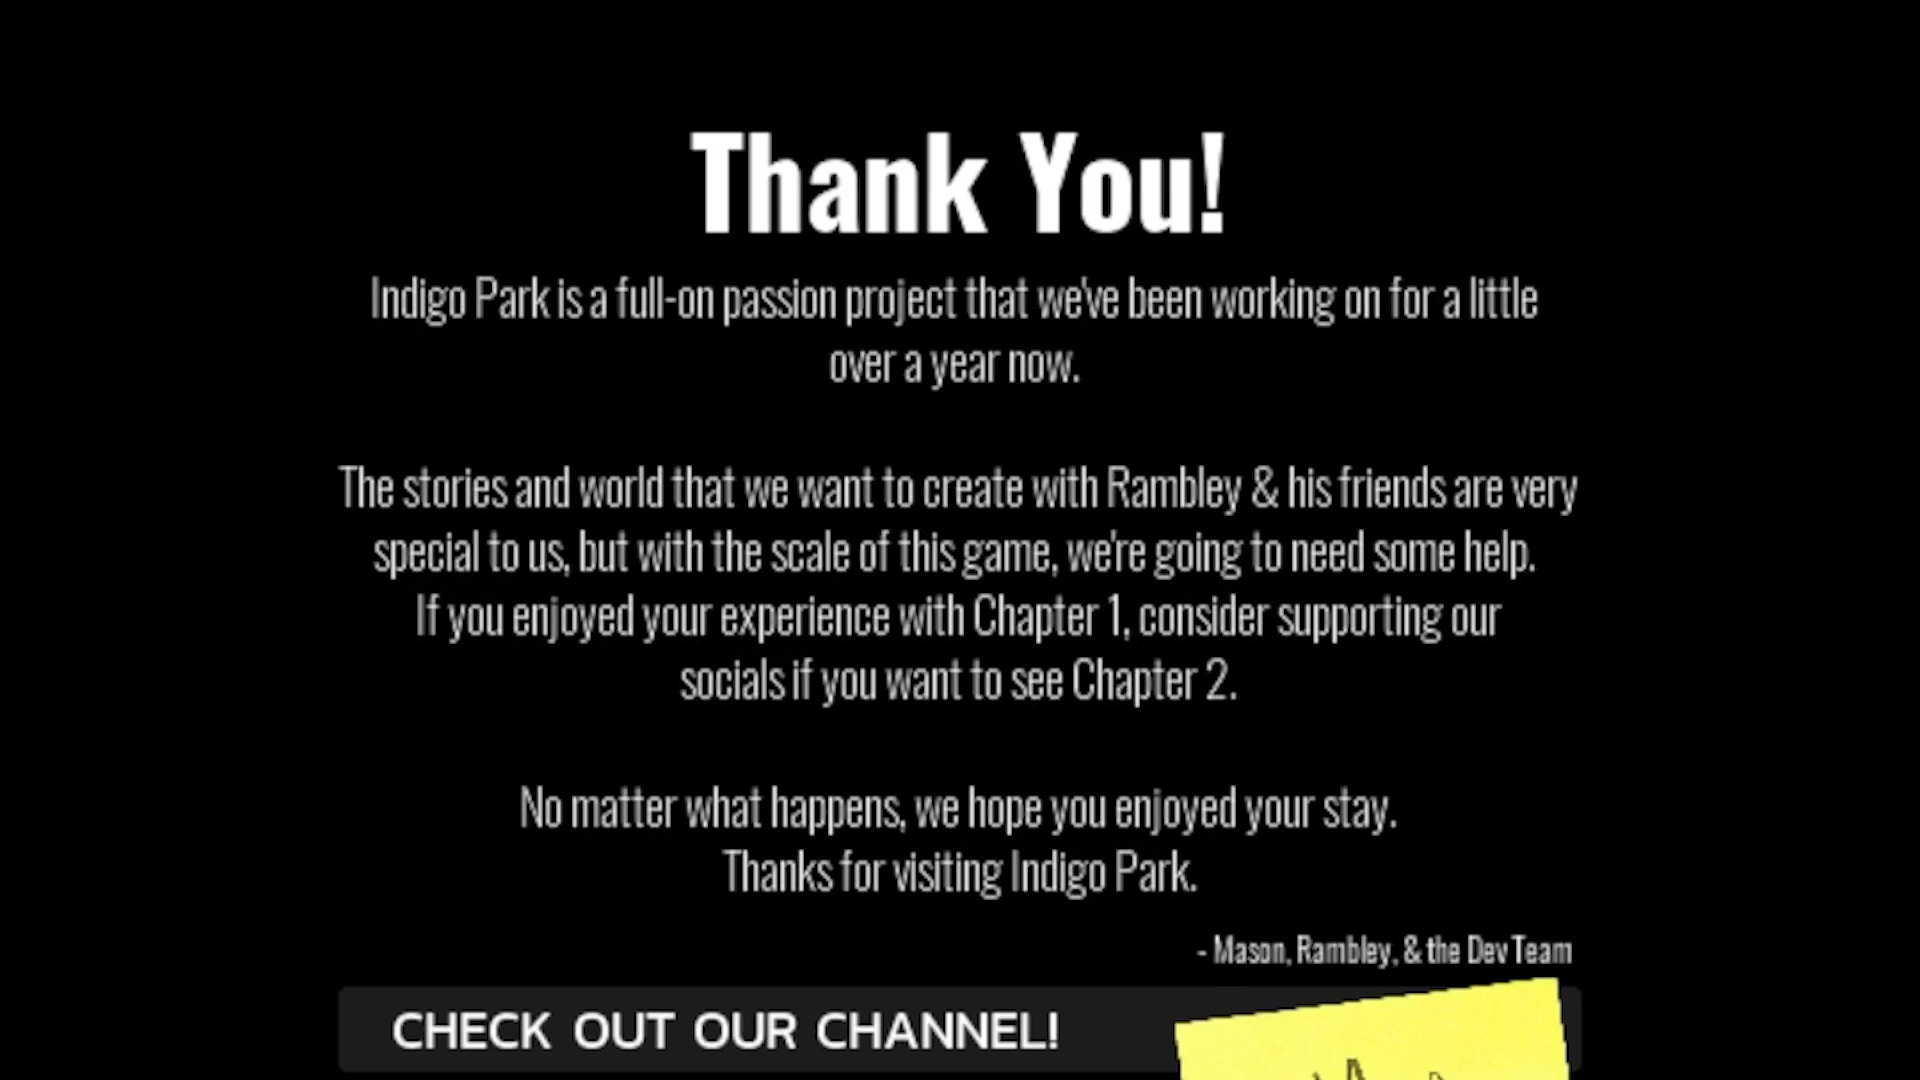 Thank You!
Indigo Park is a full-on passion project that we've been working on for a little
over a year now.
The stories and world that we want to create with Rambley & his friends are very
special to us, but with the scale of this game, we're going to need some help.
If you enjoyed your experience with Chapter 1, consider supporting our
socials if you want to see Chapter 2.
No matter what happens, we hope you enjoyed your stay.
Thanks for visiting Indigo Park.
- Mason, Rambley, & the Dev Team
CHECK OUT OUR CHANNEL!